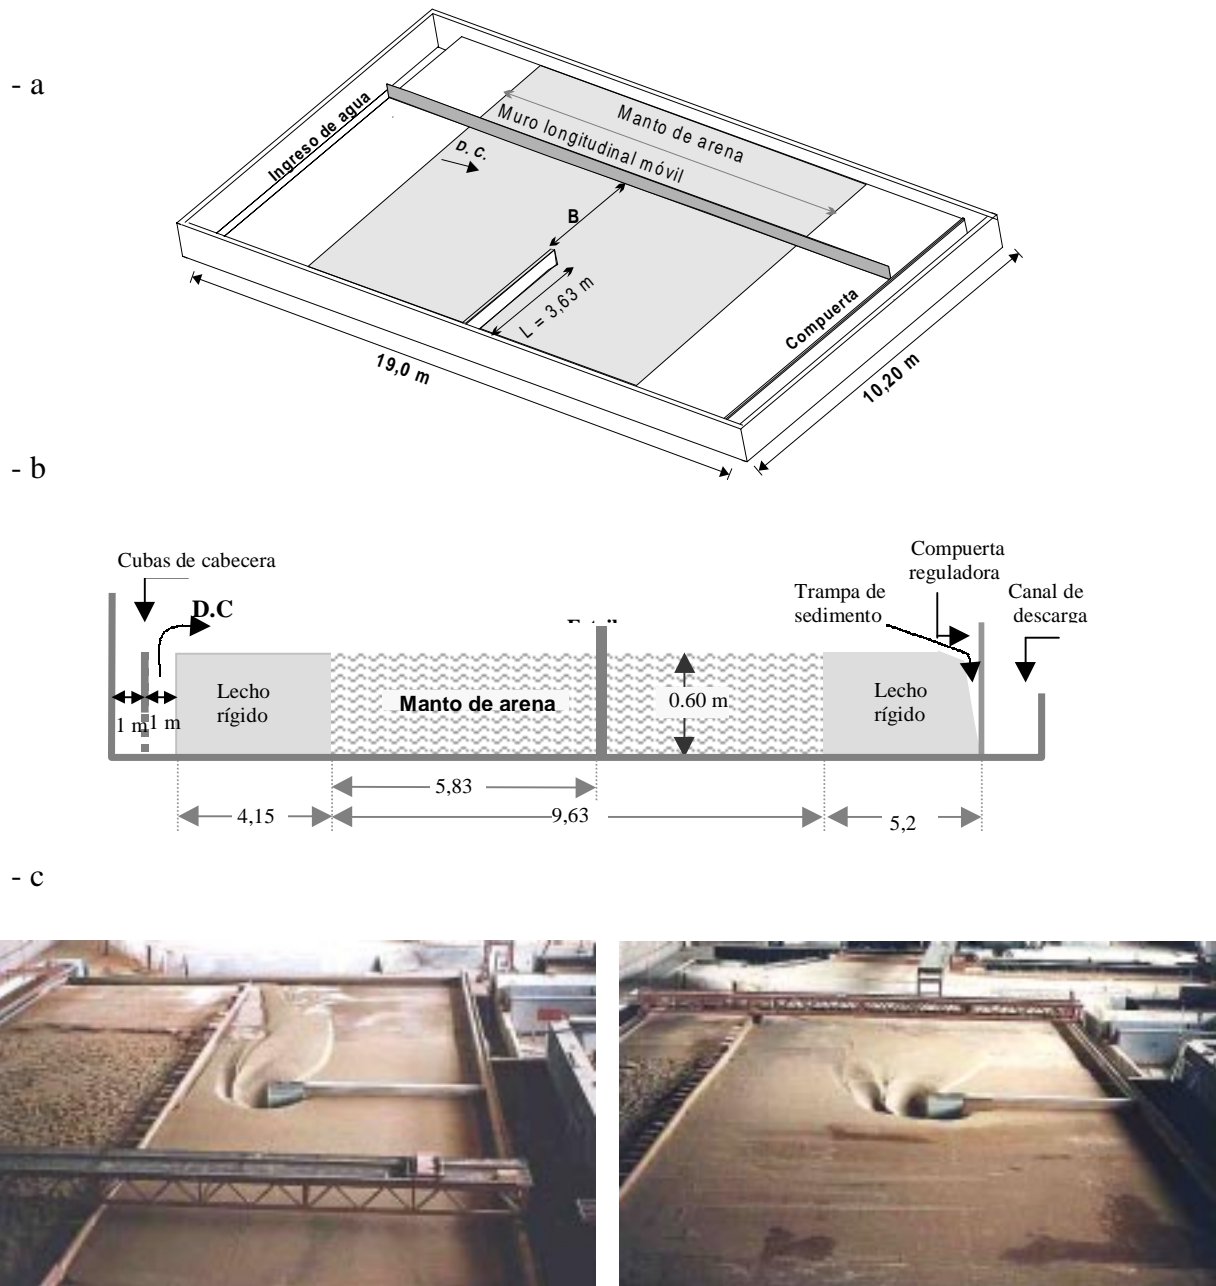 - a
Ingreso de agua
Manto de arena
Muro longitudinal móvil
D. C.
B
L = 3,63 m
Compuerta
19,0 m
10,20 m
- b
Cubas de cabecera
D.C
Compuerta
reguladora
Trampa de
sedimento
Canal de
descarga
Lecho
rígido
Manto de arena
0.60 m
Lecho
rígido
1 m
1 m
5,83
4,15
9,63
5,2
- c